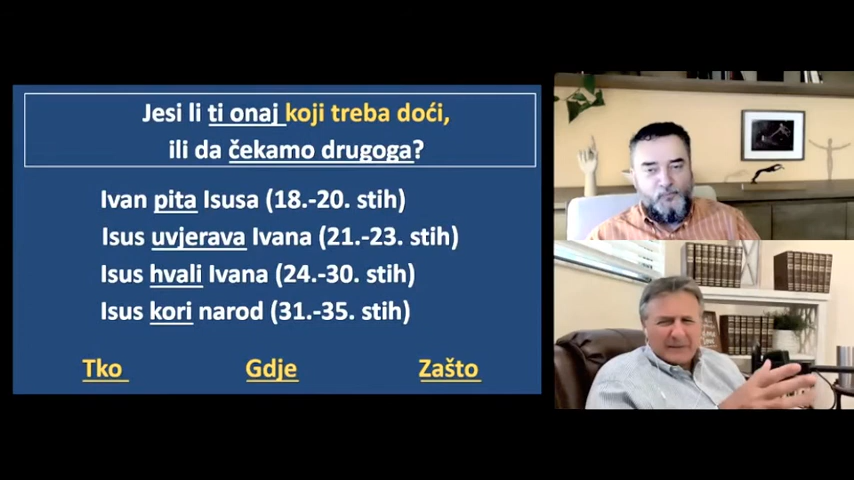 Jesi li ti onaj koji treba doći,
ili da čekamo drugoga?
Ivan pita Isusa (18.-20. stih)
Isus uvjerava Ivana (21.-23. stih)
Isus hvali Ivana (24.-30. stih)
Isus kori narod (31.-35. stih)
Tko Gdje Zašto